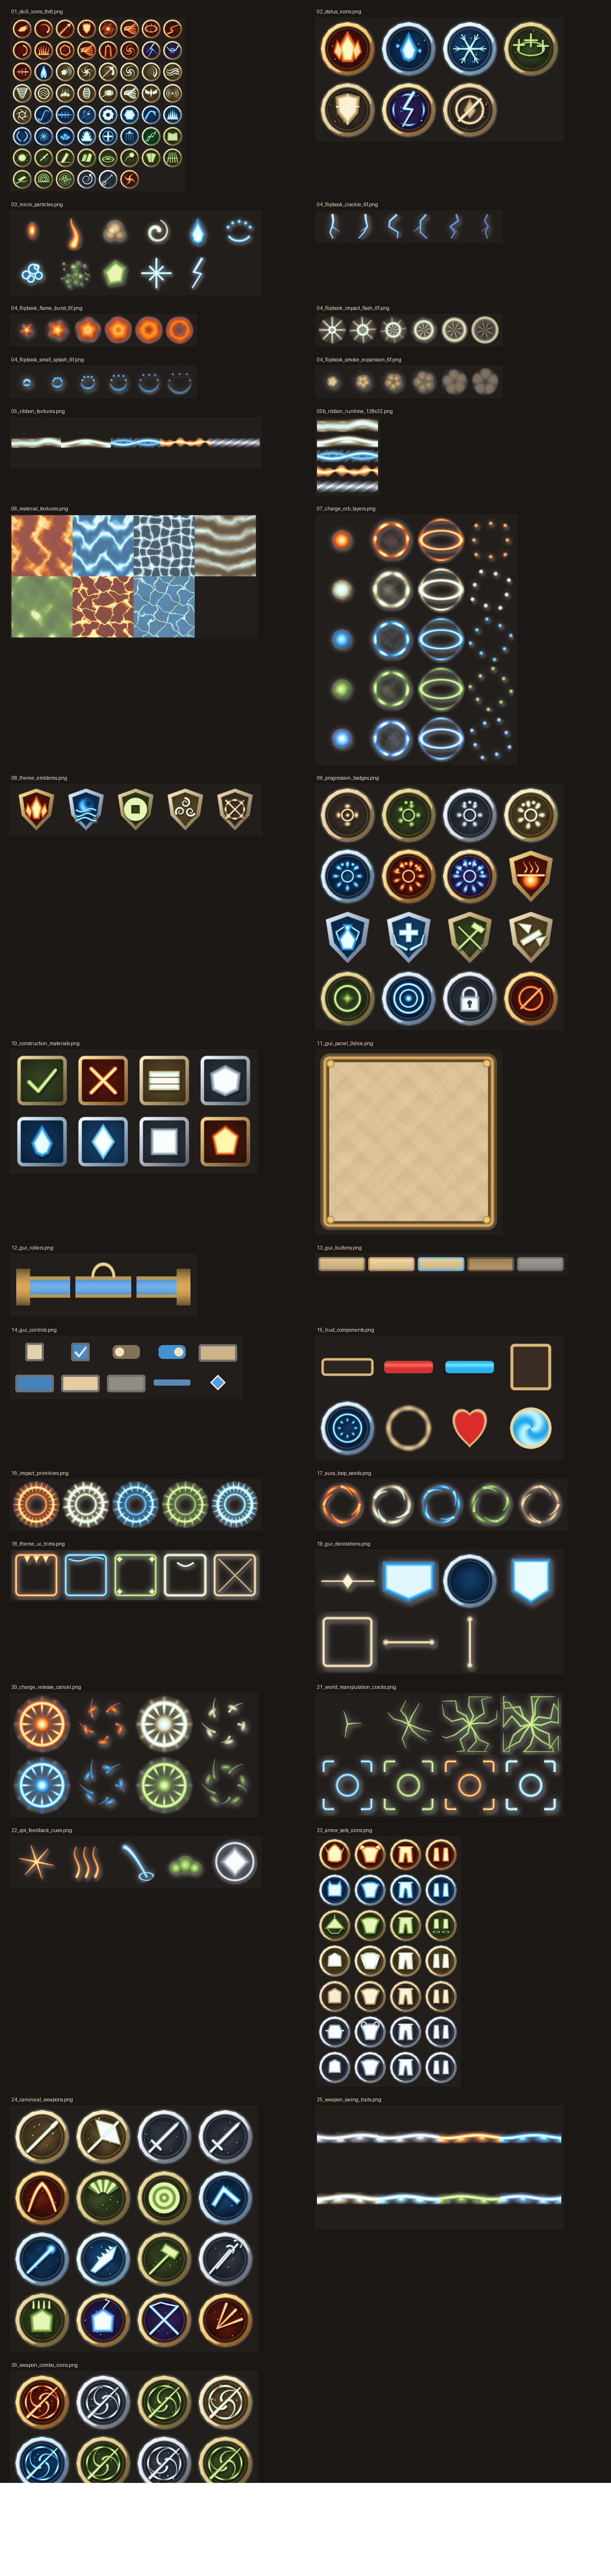 01_skill_icons_8x8.png
02_status_icons.png
03_micro_particles.png
04_flipbook_crackle_6f.png
04_flipbook_flame_burst_6f.png
04_flipbook_impact_flash_6f.png
04_flipbook_small_splash_6f.png
04_flipbook_smoke_expansion_6f.png
05_ribbon_textures.png
05b_ribbon_runtime_128x32.png
06_material_textures.png
07_charge_orb_layers.png
08_theme_emblems.png
09_progression_badges.png
10_construction_materials.png
11_gui_panel_9slice.png
12_gui_rollers.png
13_gui_buttons.png
14_gui_controls.png
15_hud_components.png
16_impact_primitives.png
17_aura_loop_seeds.png
18_theme_ui_trims.png
19_gui_decorations.png
20_charge_release_cancel.png
21_world_manipulation_cracks.png
22_qol_feedback_cues.png
23_armor_sets_icons.png
24_canonical_weapons.png
25_weapon_swing_trails.png
26_weapon_combo_icons.png